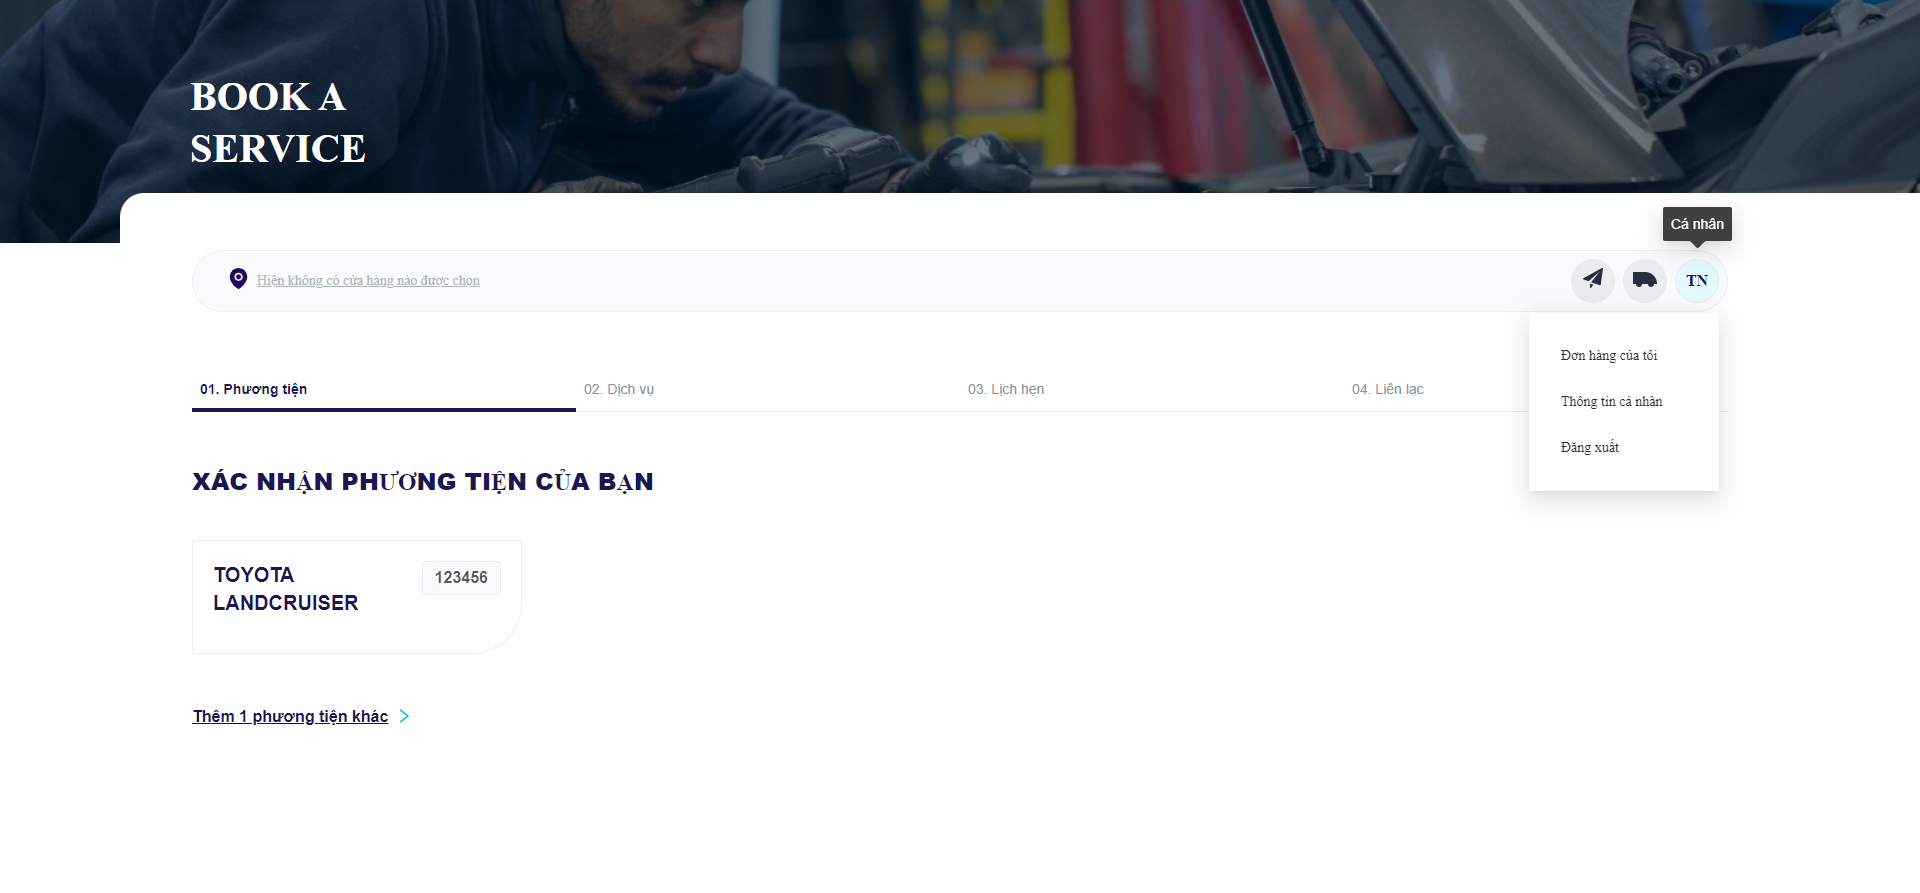 BOOK A
SERVICE
Cá nhân
Hiện không có cửa hàng nào được chọn
TN
Đơn hàng của tôi
Thông tin cá nhân
Đăng xuất
01. Phương tiện
02. Dịch vụ
03. Lịch hẹn
04. Liên lạc
XÁC NHẬN PHƯƠNG TIỆN CỦA BẠN
TOYOTA
LANDCRUISER
123456
Thêm 1 phương tiện khác